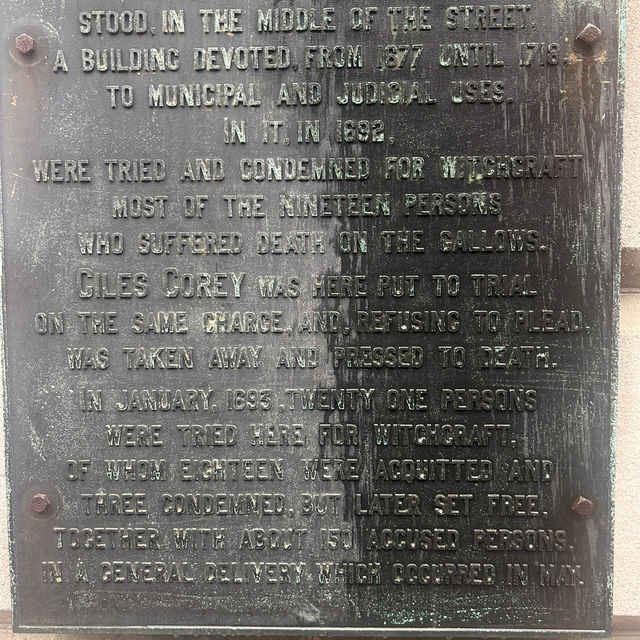 STOOD, IN THE MIDDLE OF THE STREET,
A BUILDING DEVOTED, FROM 1677 UNTIL 1718,
TO MUNICIPAL AND JUDICIAL USES.
IN IT, IN 1692,
WERE TRIED AND CONDEMNED FOR WITCHCRAFT
MOST OF THE NINETEEN PERSONS
WHO SUFFERED DEATH ON THE GALLOWS.
GILES COREY WAS HERE PUT TO TRIAL
ON THE SAME CHARGE, AND, REFUSING TO PLEAD,
WAS TAKEN AWAY AND PRESSED TO DEATH.
IN JANUARY, 1693, TWENTY ONE PERSONS
WERE TRIED HERE FOR WITCHCRAFT,
OF WHOM EIGHTEEN WERE ACQUITTED AND
THREE CONDEMNED, BUT LATER SET FREE,
TOGETHER WITH ABOUT 150 ACCUSED PERSONS,
IN A GENERAL DELIVERY WHICH OCCURRED IN MAY.